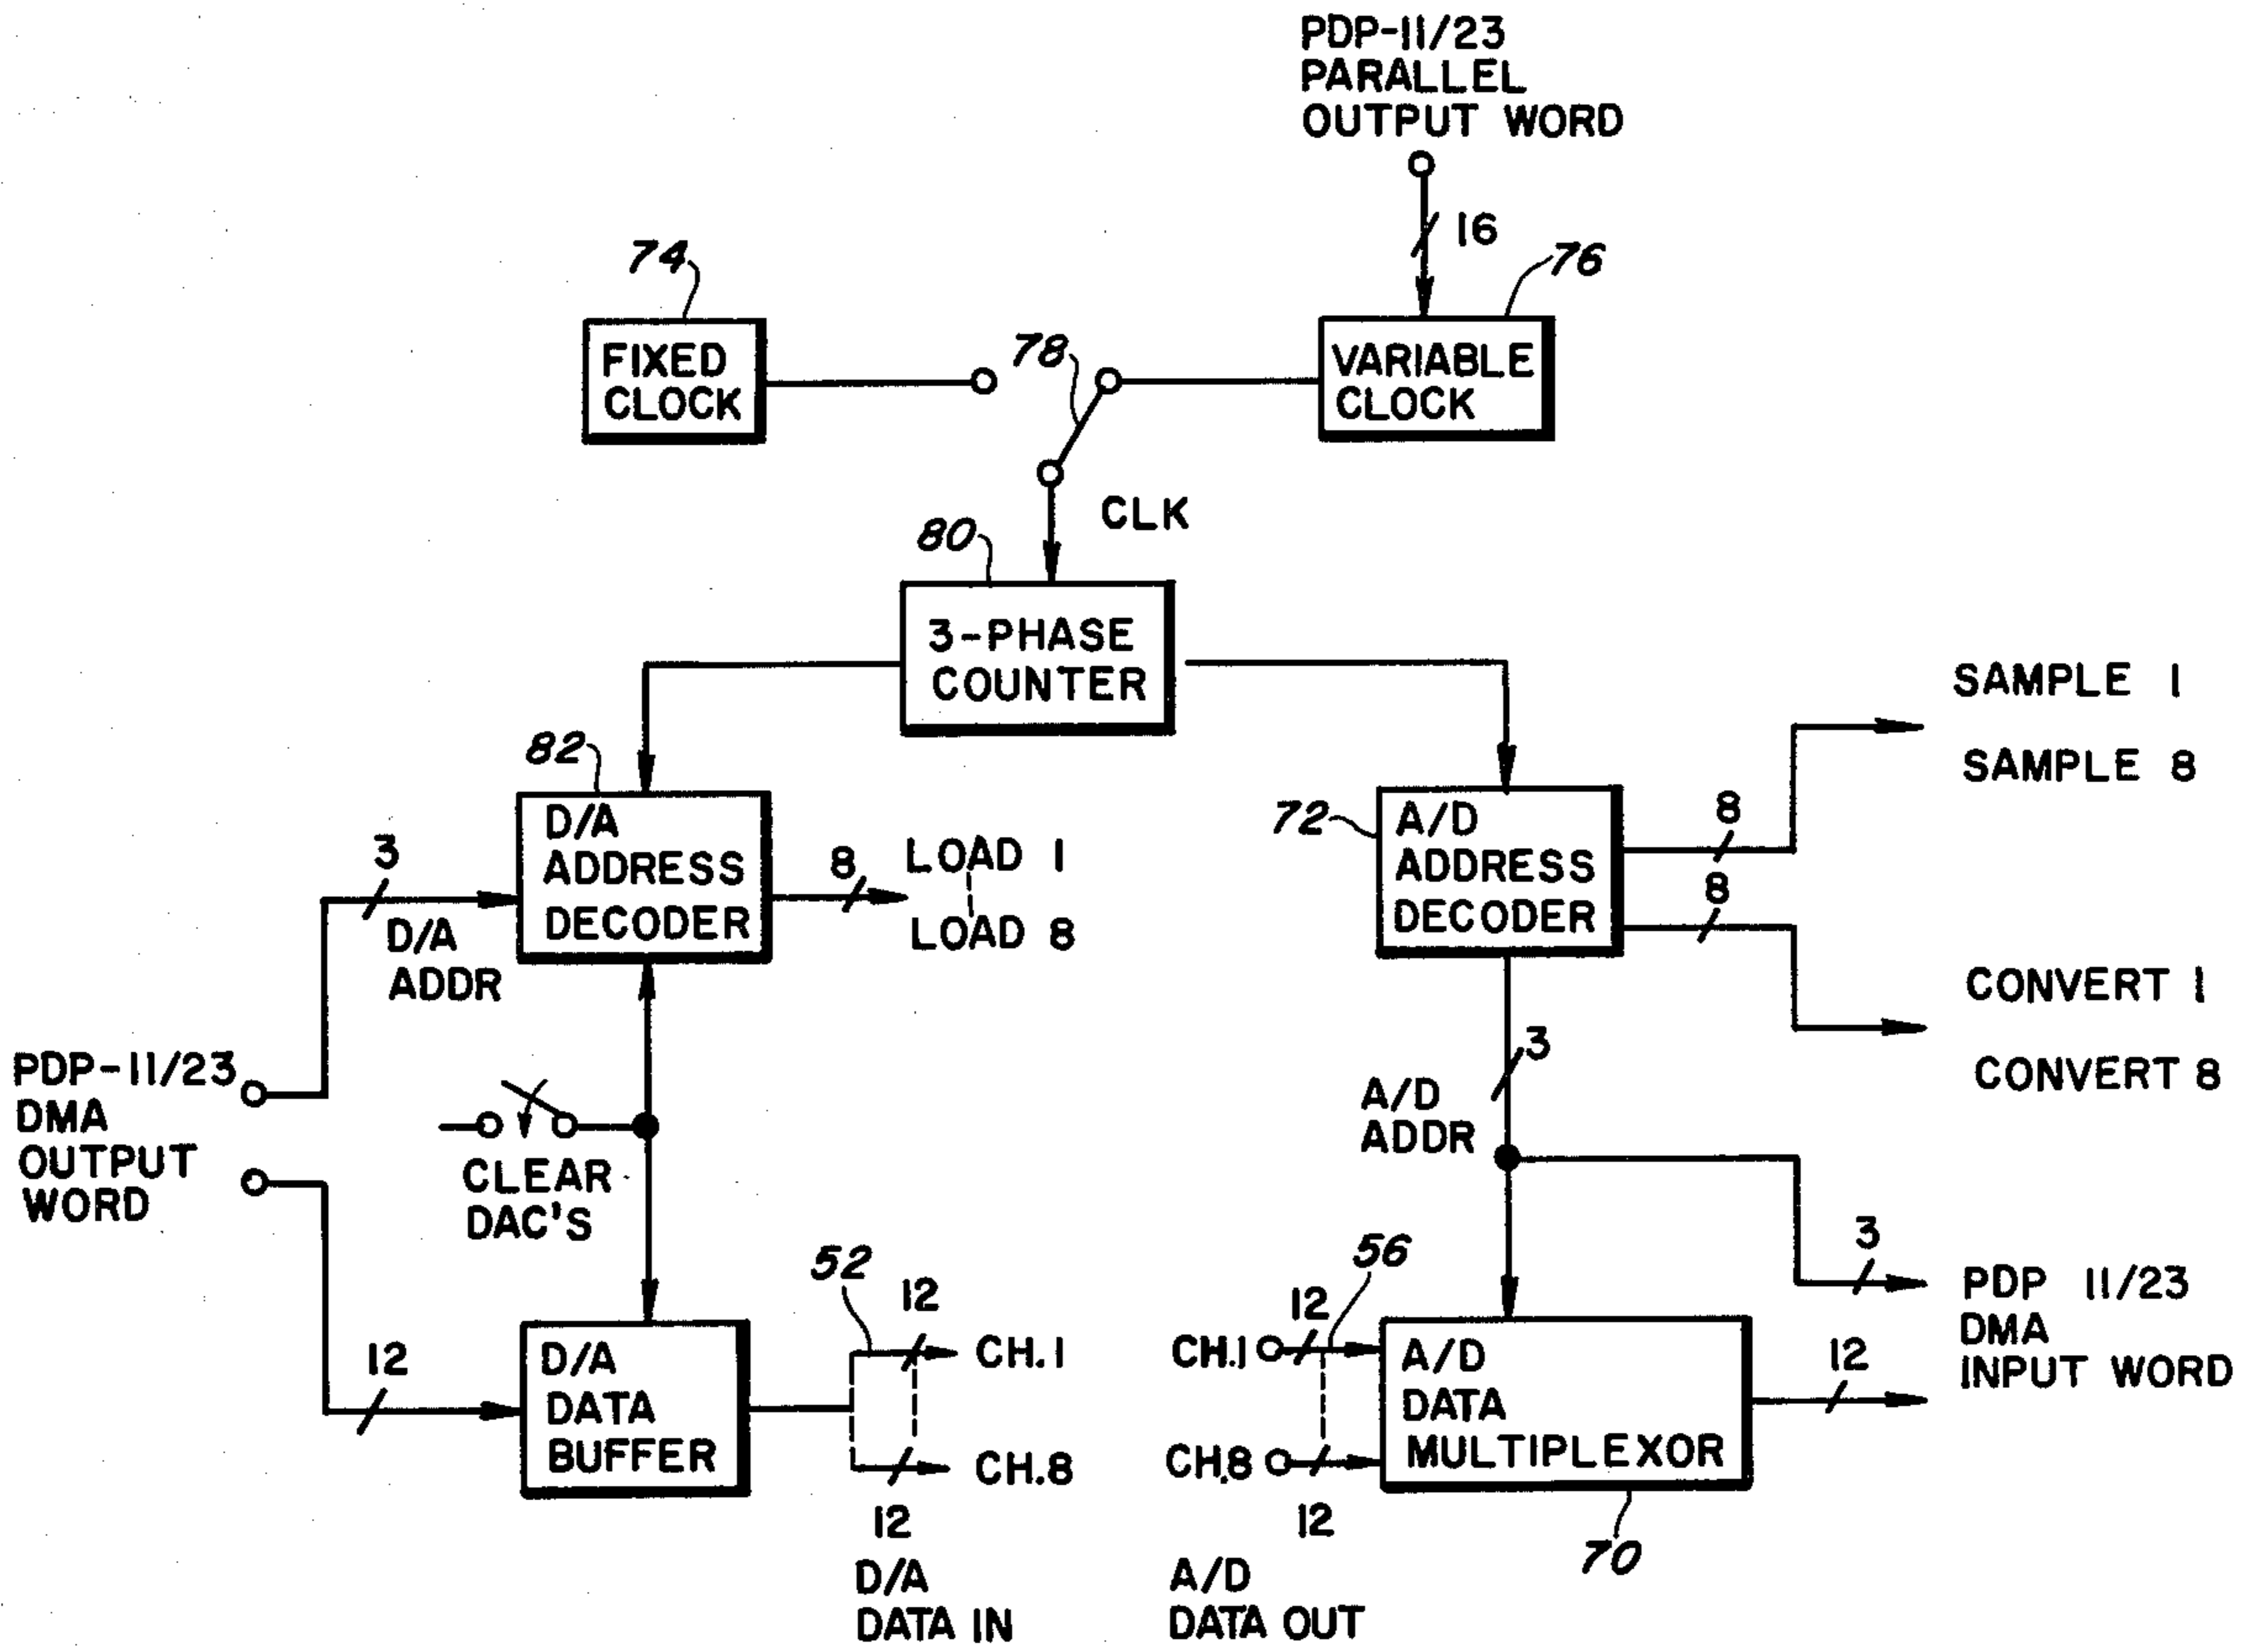 PDP-11/23
PARALLEL
OUTPUT WORD
16
74
76
FIXED
CLOCK
78
VARIABLE
CLOCK
CLK
80
3-PHASE
COUNTER
SAMPLE 1
SAMPLE 8
82
D/A
ADDRESS
DECODER
3
D/A
ADDR
8
LOAD 1
LOAD 8
72
A/D
ADDRESS
DECODER
8
8
CONVERT 1
CONVERT 8
3
A/D
ADDR
PDP-11/23
DMA
OUTPUT
WORD
CLEAR
DAC'S
12
D/A
DATA
BUFFER
52
12
CH.1
CH.8
12
D/A
DATA IN
56
12
CH.1
CH.8
12
A/D
DATA OUT
A/D
DATA
MULTIPLEXOR
70
3
12
PDP 11/23
DMA
INPUT WORD